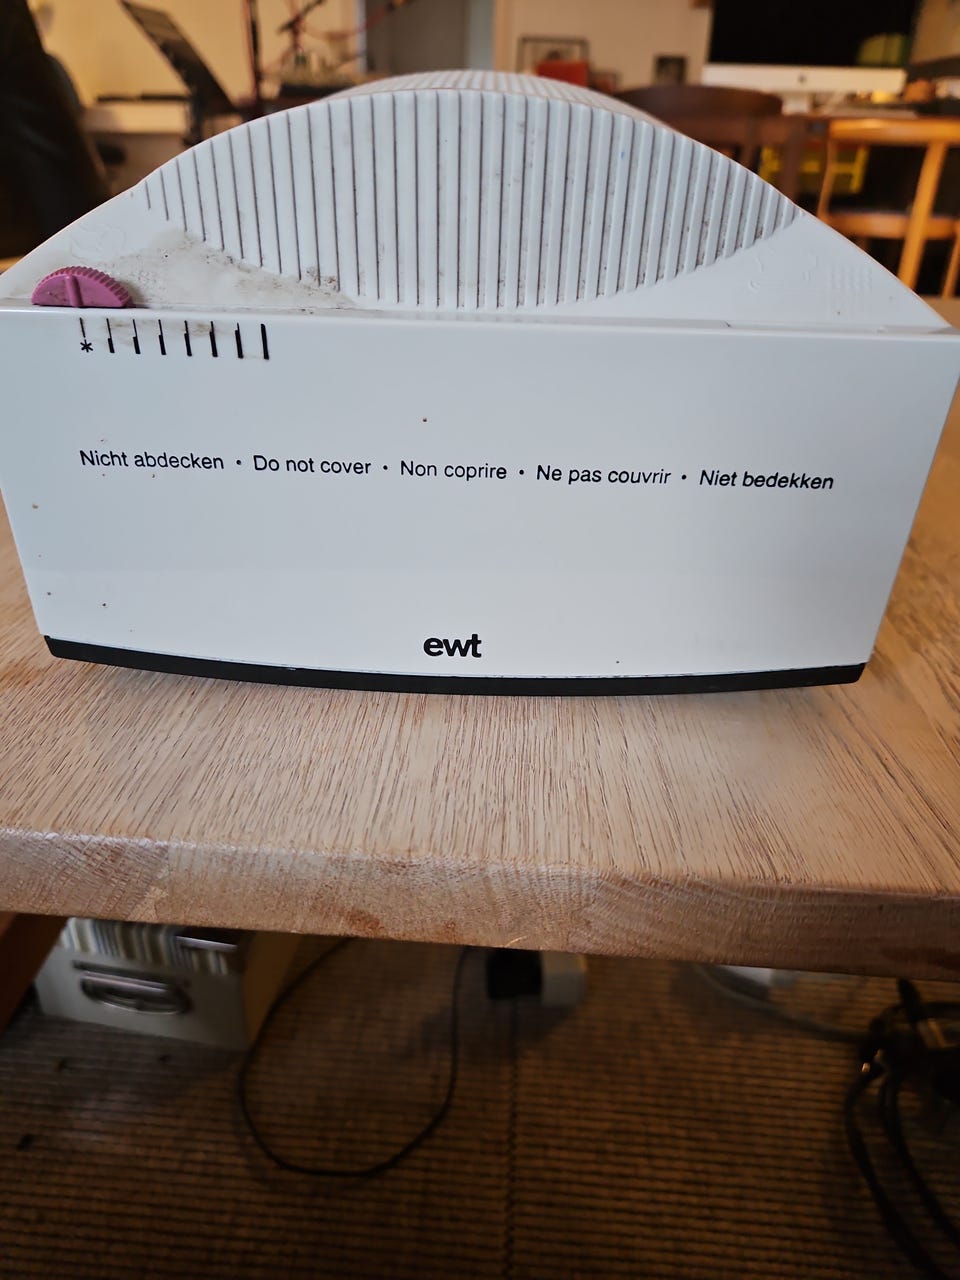 *
Nicht abdecken • Do not cover • Non coprire • Ne pas couvrir • Niet bedekken
ewt